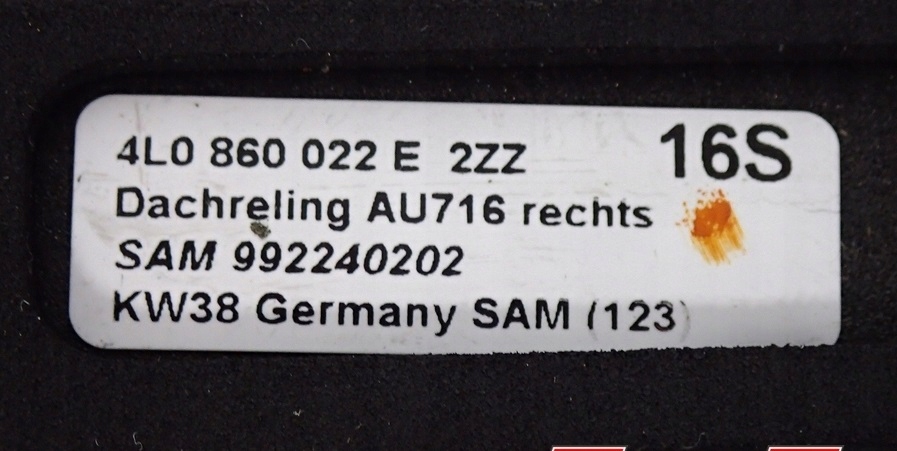 4L0 860 022 E 2ZZ
16S
Dachreling AU716 rechts
SAM 992240202
KW38 Germany SAM (123)